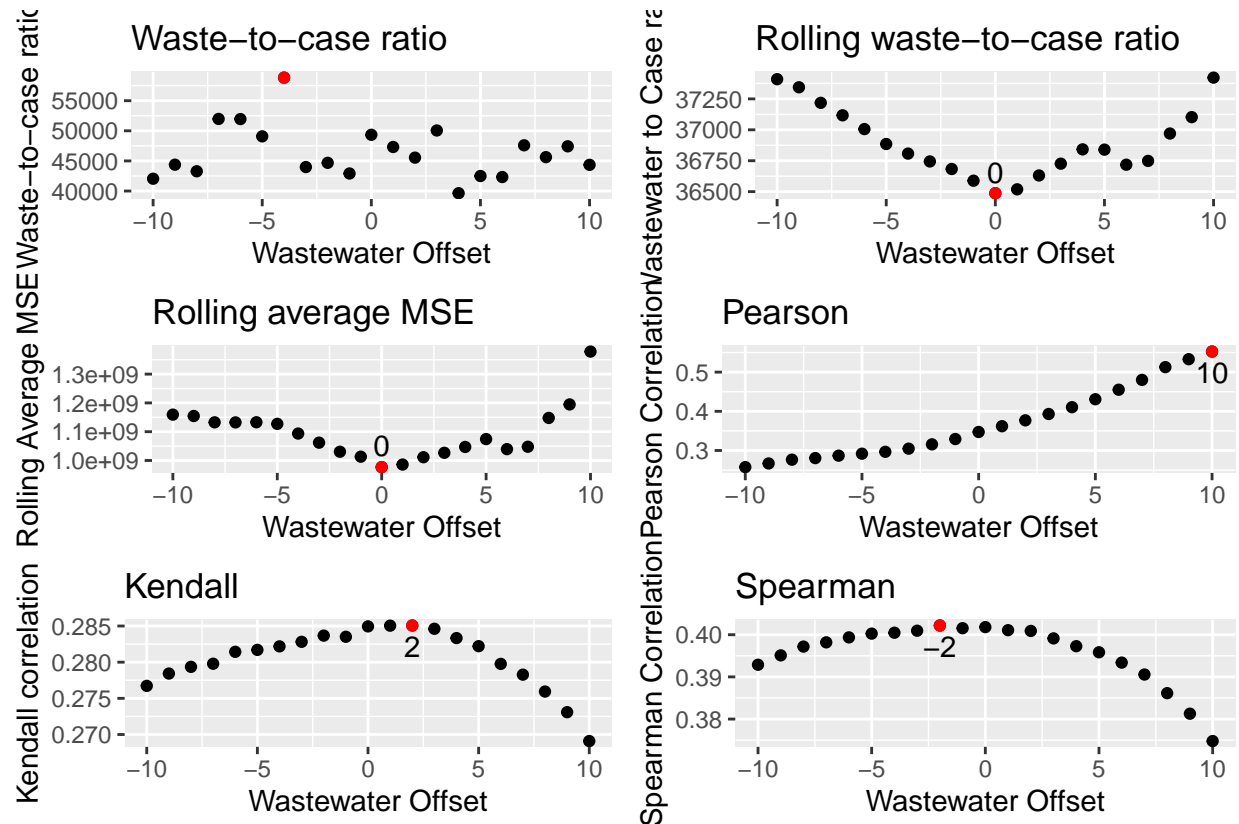 Waste−to−case ratio
Waste−to−case ratio
55000
50000
45000
40000
−10 −5 0 5 10
Wastewater Offset
Rolling waste−to−case ratio
Wastewater to Case ra
37250
37000
36750
36500
0
−10 −5 0 5 10
Wastewater Offset
Rolling average MSE
Rolling Average MSE
1.3e+09
1.2e+09
1.1e+09
1.0e+09
0
−10 −5 0 5 10
Wastewater Offset
Pearson
Pearson Correlation
0.5
0.4
0.3
10
−10 −5 0 5 10
Wastewater Offset
Kendall
Kendall correlation
0.285
0.280
0.275
0.270
2
−10 −5 0 5 10
Wastewater Offset
Spearman
Spearman Correlation
0.40
0.39
0.38
−2
−10 −5 0 5 10
Wastewater Offset